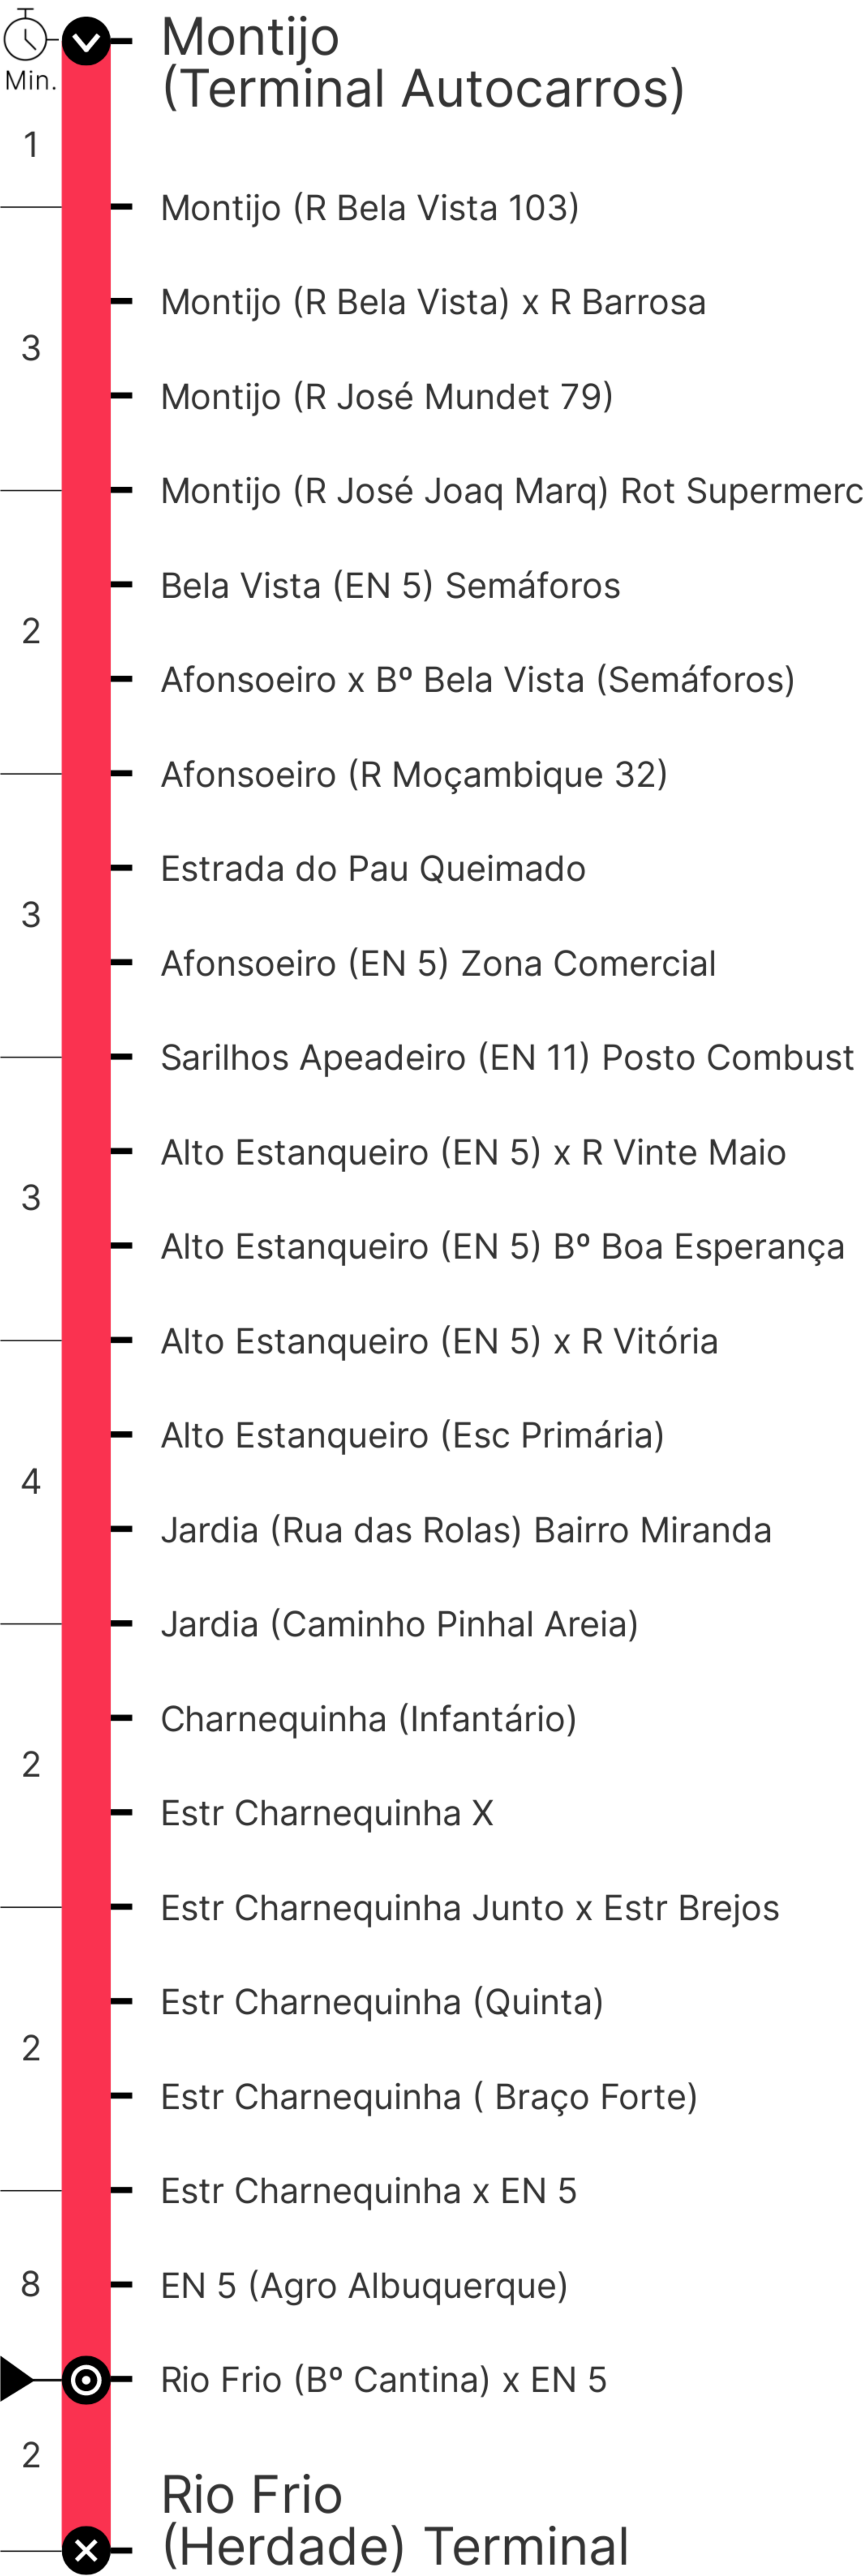 Montijo
(Terminal Autocarros)
Min.
1
Montijo (R Bela Vista 103)
Montijo (R Bela Vista) x R Barrosa
3
Montijo (R José Mundet 79)
Montijo (R José Joaq Marq) Rot Supermerc
Bela Vista (EN 5) Semáforos
2
Afonsoeiro x Bº Bela Vista (Semáforos)
Afonsoeiro (R Moçambique 32)
Estrada do Pau Queimado
3
Afonsoeiro (EN 5) Zona Comercial
Sarilhos Apeadeiro (EN 11) Posto Combust
Alto Estanqueiro (EN 5) x R Vinte Maio
3
Alto Estanqueiro (EN 5) Bº Boa Esperança
Alto Estanqueiro (EN 5) x R Vitória
Alto Estanqueiro (Esc Primária)
4
Jardia (Rua das Rolas) Bairro Miranda
Jardia (Caminho Pinhal Areia)
Charnequinha (Infantário)
2
Estr Charnequinha X
Estr Charnequinha Junto x Estr Brejos
Estr Charnequinha (Quinta)
2
Estr Charnequinha ( Braço Forte)
Estr Charnequinha x EN 5
8
EN 5 (Agro Albuquerque)
Rio Frio (Bº Cantina) x EN 5
2
Rio Frio
(Herdade) Terminal